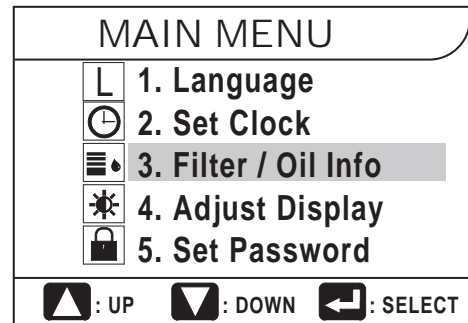 MAIN MENU
L 1. Language
2. Set Clock
3. Filter / Oil Info
4. Adjust Display
5. Set Password
: UP : DOWN : SELECT